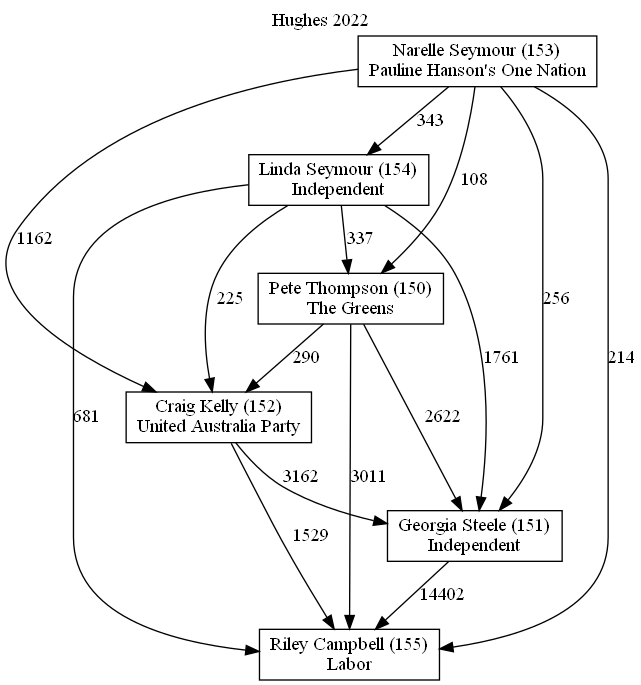 Hughes 2022
Narelle Seymour (153)
Pauline Hanson's One Nation
343
Linda Seymour (154)
Independent
108
1162
337
225
256
Pete Thompson (150)
The Greens
1761
214
290
Craig Kelly (152)
United Australia Party
681
2622
3162
3011
1529
Georgia Steele (151)
Independent
14402
Riley Campbell (155)
Labor